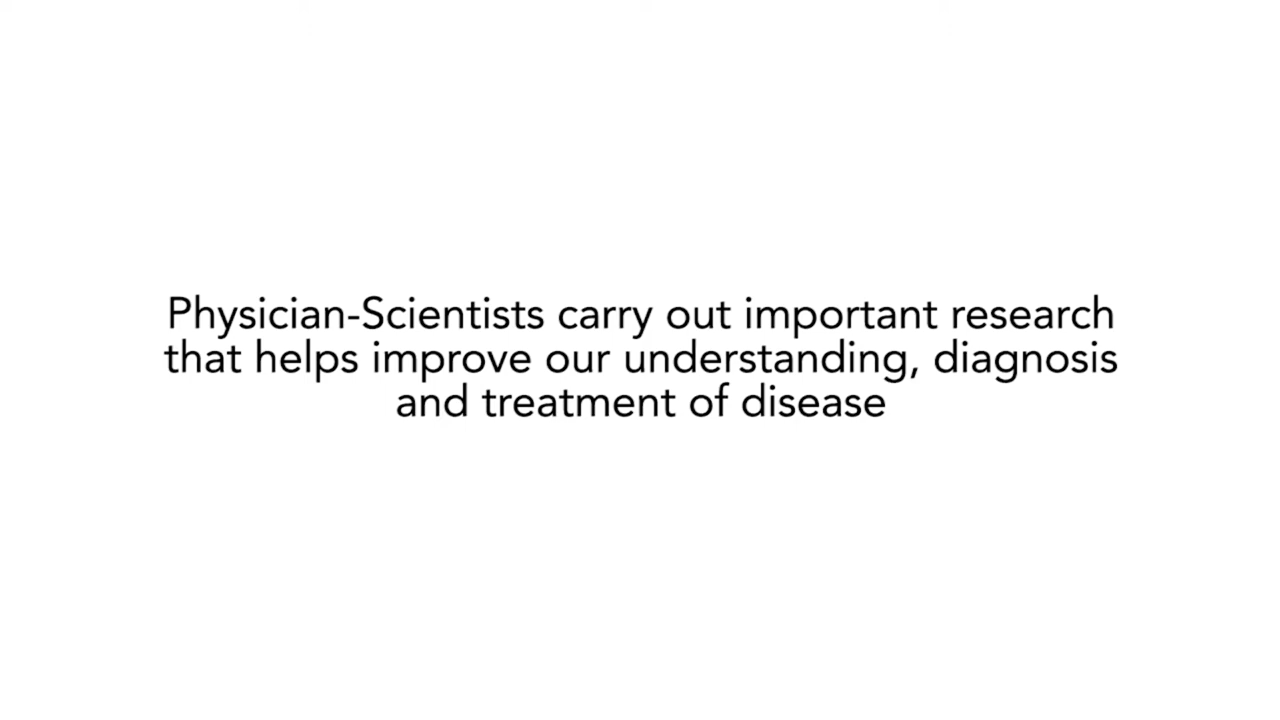 Physician-Scientists carry out important research
that helps improve our understanding, diagnosis
and treatment of disease